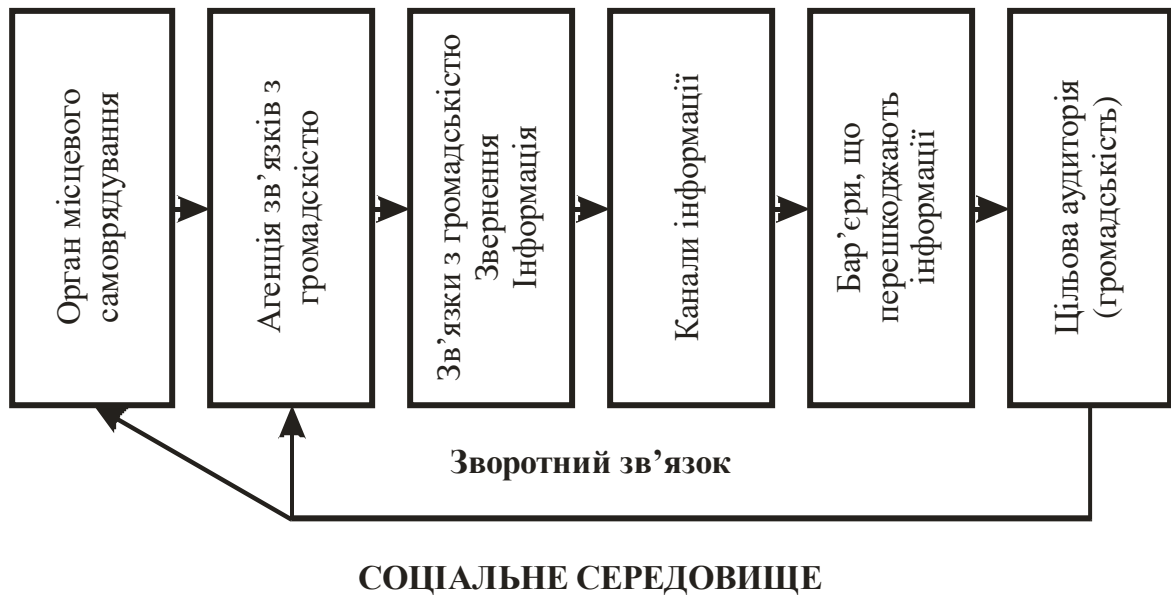 Орган місцевого
самоврядування
Агенція зв’язків з
громадскістю
Зв’язки з громадськістю
Звернення
Інформація
Канали інформації
Бар’єри, що
перешкоджають
інформації
Цільова аудиторія
(громадськість)
Зворотний зв’язок
СОЦІАЛЬНЕ СЕРЕДОВИЩЕ